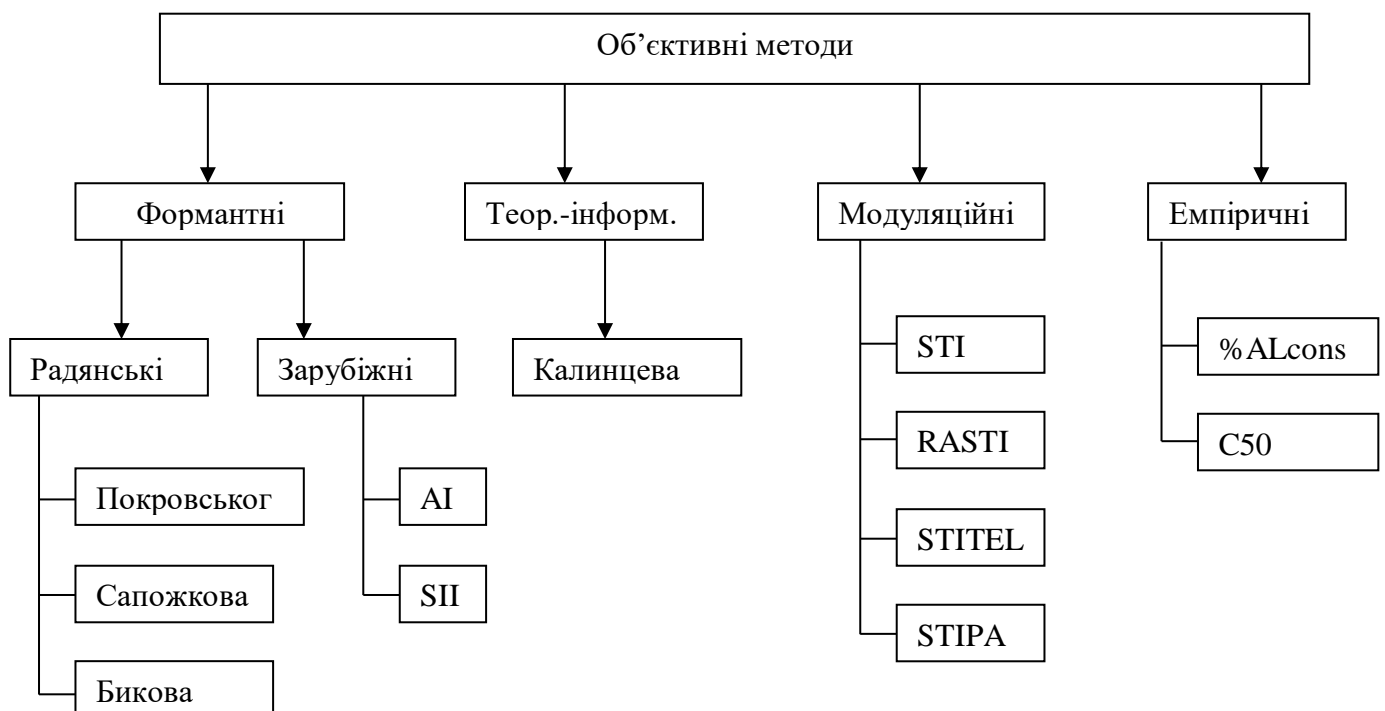 Об’єктивні методи
Формантні
Теор.-інформ.
Модуляційні
Емпіричні
Радянські
Зарубіжні
Калинцева
STI
%ALcons
RASTI
C50
Покровськог
AI
STITEL
Сапожкова
SII
STIPA
Бикова